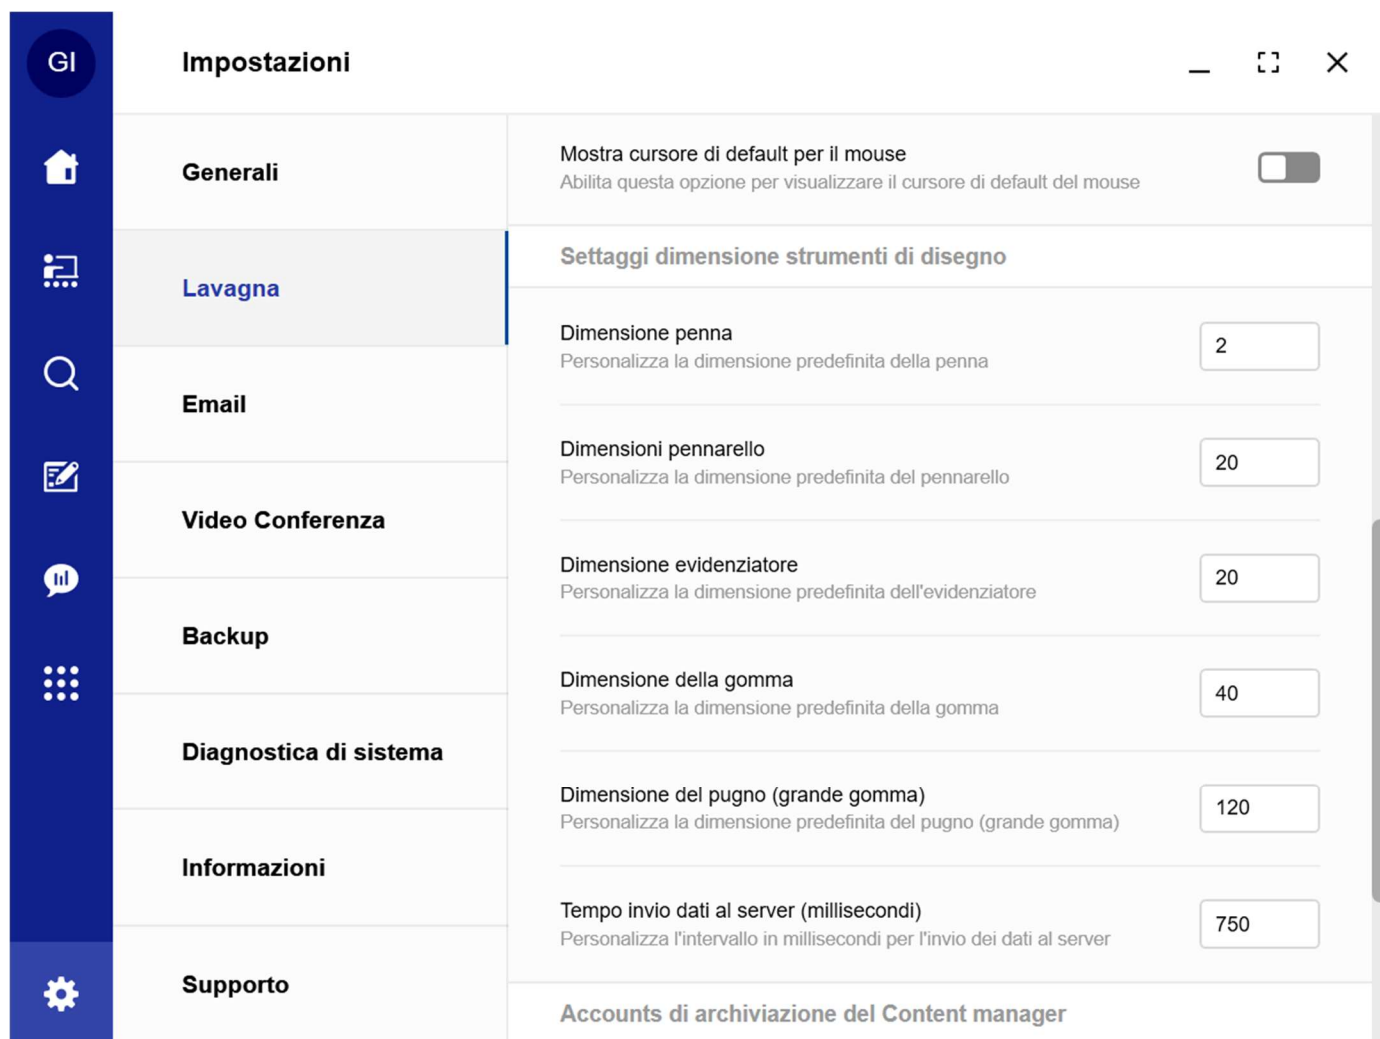 GI
Impostazioni
Generali
Lavagna
Email
Video Conferenza
Backup
Diagnostica di sistema
Informazioni
Supporto
Mostra cursore di default per il mouse
Abilita questa opzione per visualizzare il cursore di default del mouse
Settaggi dimensione strumenti di disegno
Dimensione penna
Personalizza la dimensione predefinita della penna
2
Dimensioni pennarello
Personalizza la dimensione predefinita del pennarello
20
Dimensione evidenziatore
Personalizza la dimensione predefinita dell'evidenziatore
20
Dimensione della gomma
Personalizza la dimensione predefinita della gomma
40
Dimensione del pugno (grande gomma)
Personalizza la dimensione predefinita del pugno (grande gomma)
120
Tempo invio dati al server (millisecondi)
Personalizza l'intervallo in millisecondi per l'invio dei dati al server
750
Accounts di archiviazione del Content manager